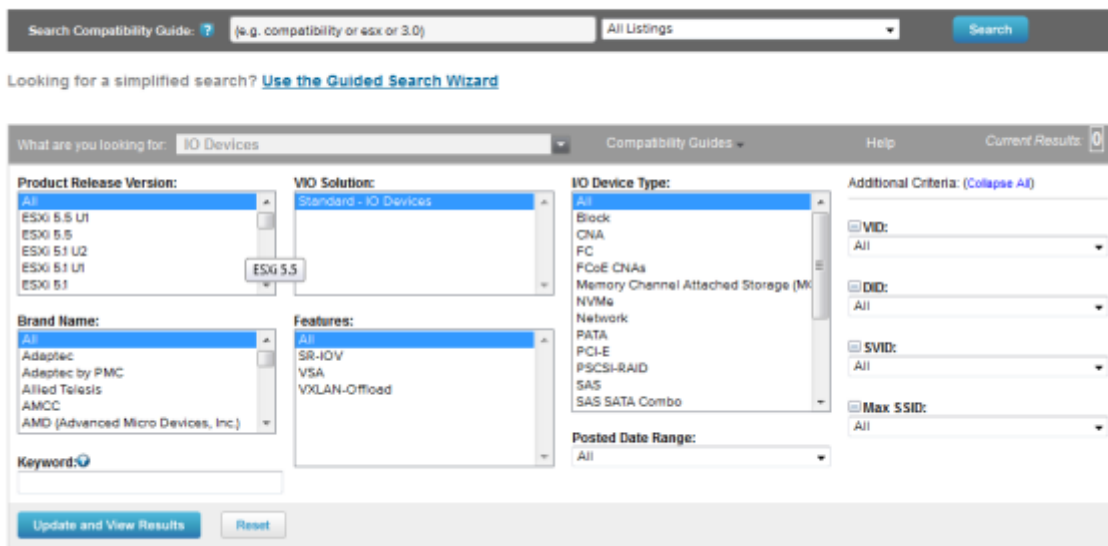 Search Compatibility Guide: ? (e.g. compatibility or esx or 3.0) All Listings Search
Looking for a simplified search? Use the Guided Search Wizard
What are you looking for: IO Devices Compatibility Guides Help Current Results: 0
Product Release Version:
All
ESXi 5.5 U1
ESXi 5.5
ESXi 5.1 U2
ESXi 5.1 U1
ESXi 5.1
ESXi 5.5
Brand Name:
All
Adaptec
Adaptec by PMC
Allied Telesis
AMCC
AMD (Advanced Micro Devices, Inc.)
Keyword:
VIO Solution:
Standard - IO Devices
Features:
All
SR-IOV
VSA
VXLAN-Offload
I/O Device Type:
All
Block
CNA
FC
FCoE CNAs
Memory Channel Attached Storage (MC
NVMe
Network
PATA
PCI-E
PSCSI-RAID
SAS
SAS SATA Combo
Posted Date Range:
All
Additional Criteria: (Collapse All)
VID:
All
DID:
All
SVID:
All
Max SSID:
All
Update and View Results Reset